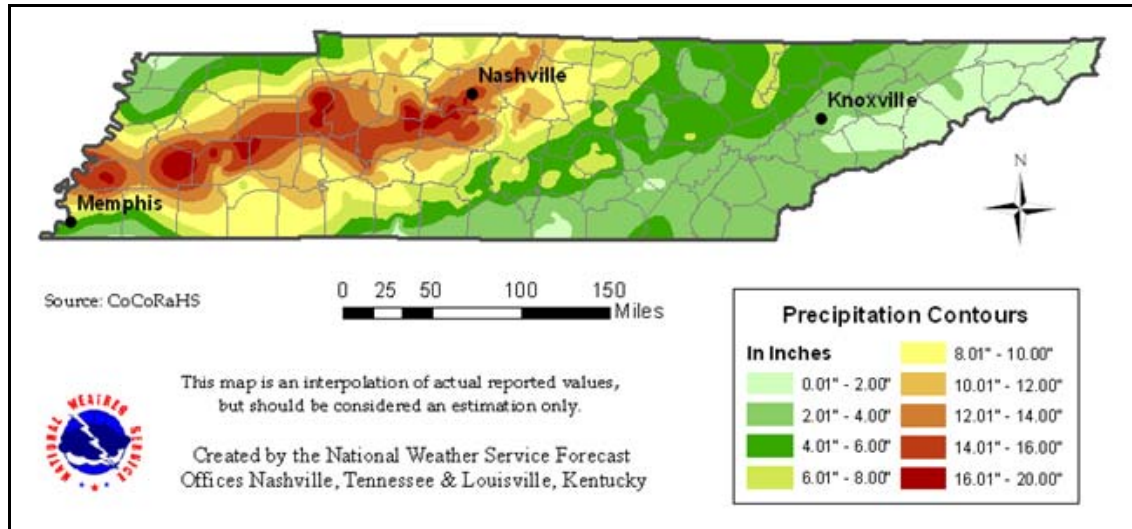 Nashville
Knoxville
Memphis
N
Source: CoCoRaHS
0 25 50 100 150
Miles
This map is an interpolation of actual reported values,
but should be considered an estimation only.
NATIONAL WEATHER SERVICE
Created by the National Weather Service Forecast
Offices Nashville, Tennessee & Louisville, Kentucky
Precipitation Contours
In Inches
0.01" - 2.00"
2.01" - 4.00"
4.01" - 6.00"
6.01" - 8.00"
8.01" - 10.00"
10.01" - 12.00"
12.01" - 14.00"
14.01" - 16.00"
16.01" - 20.00"